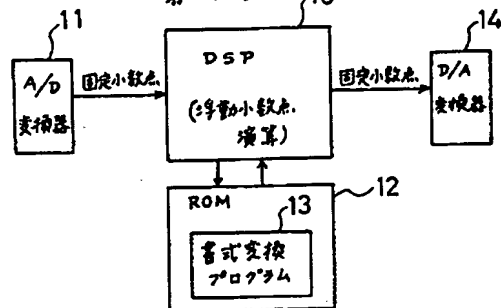 11
A/D
変換器
固定小数点
DSP
(浮動小数点
演算)
固定小数点
14
D/A
変換器
ROM
12
13
書式変換
プログラム